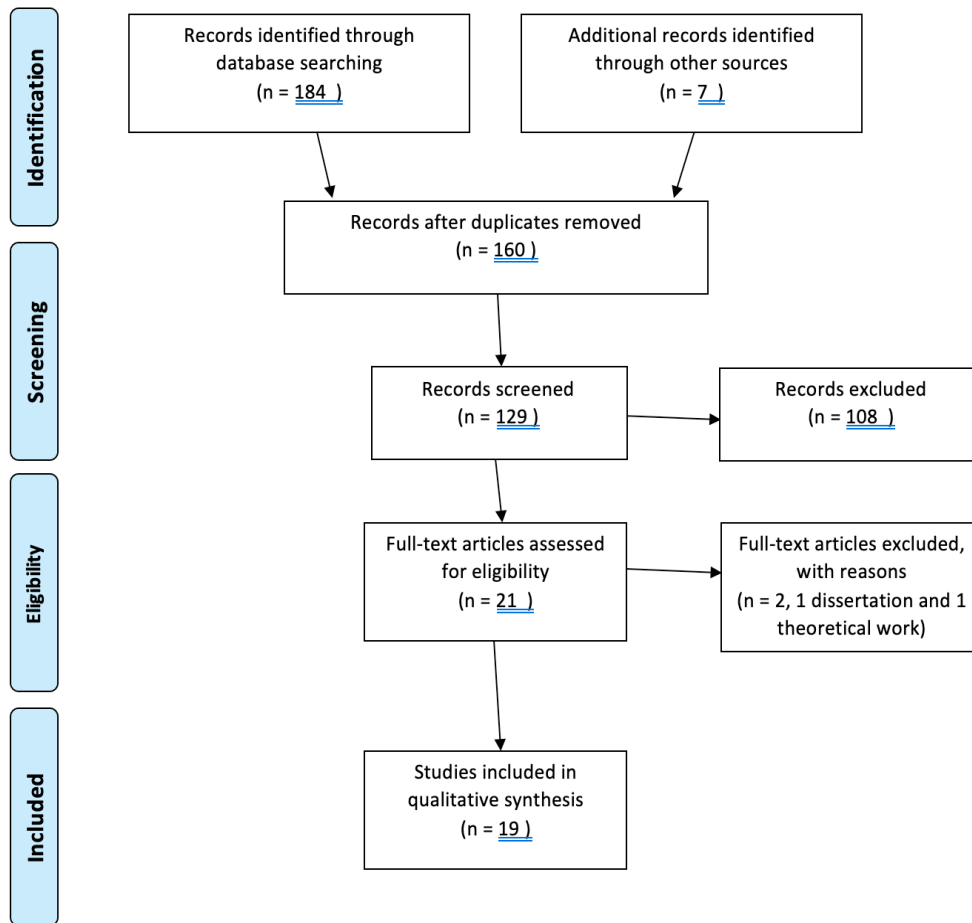 Identification
Records identified through
database searching
(n = 184 )
Additional records identified
through other sources
(n = 7 )
Records after duplicates removed
(n = 160 )
Screening
Records screened
(n = 129 )
Records excluded
(n = 108 )
Eligibility
Full-text articles assessed
for eligibility
(n = 21 )
Full-text articles excluded,
with reasons
(n = 2, 1 dissertation and 1
theoretical work)
Included
Studies included in
qualitative synthesis
(n = 19 )